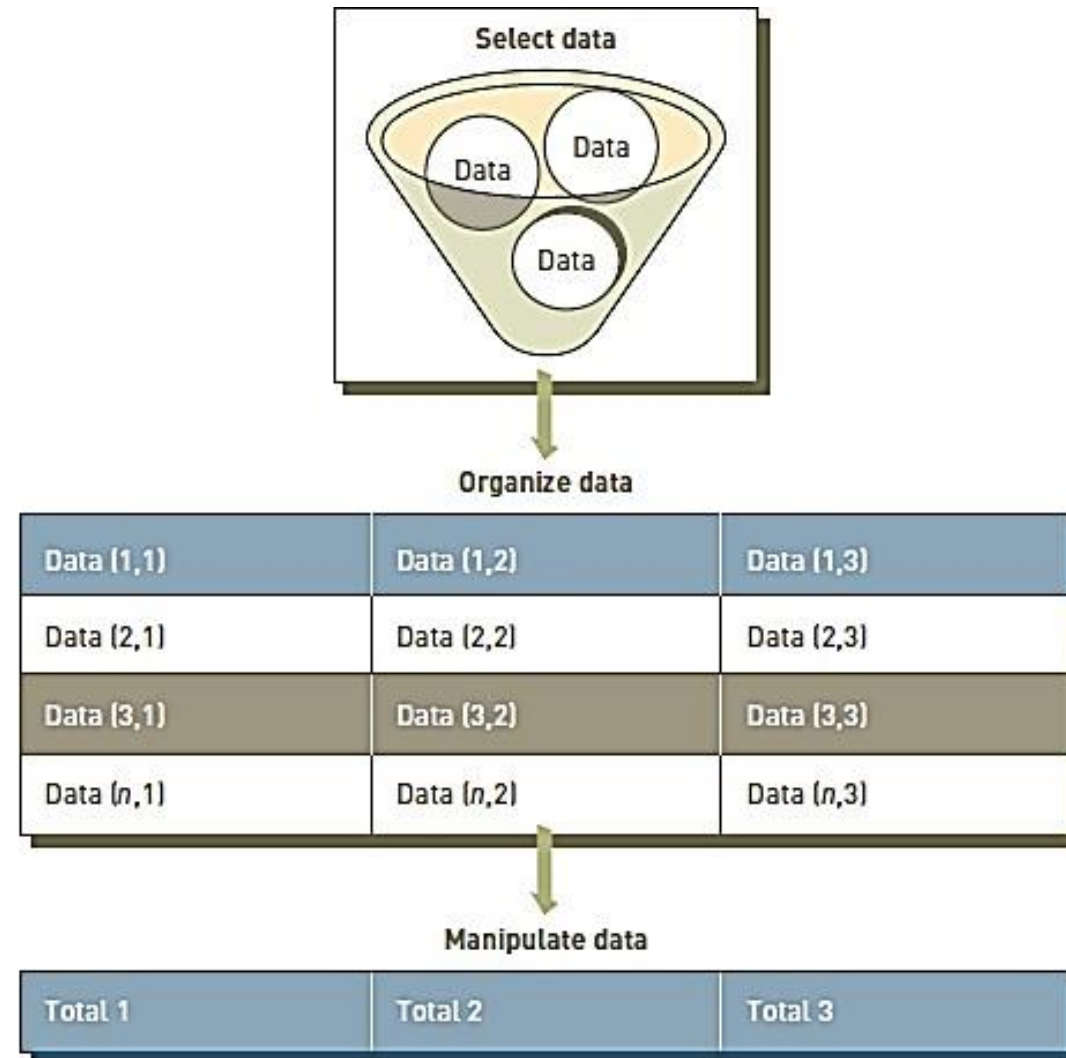 Select data
Data
Data
Data
Organize data
Data (1,1) Data (1,2) Data (1,3)
Data (2,1) Data (2,2) Data (2,3)
Data (3,1) Data (3,2) Data (3,3)
Data (n,1) Data (n,2) Data (n,3)
Manipulate data
Total 1 Total 2 Total 3